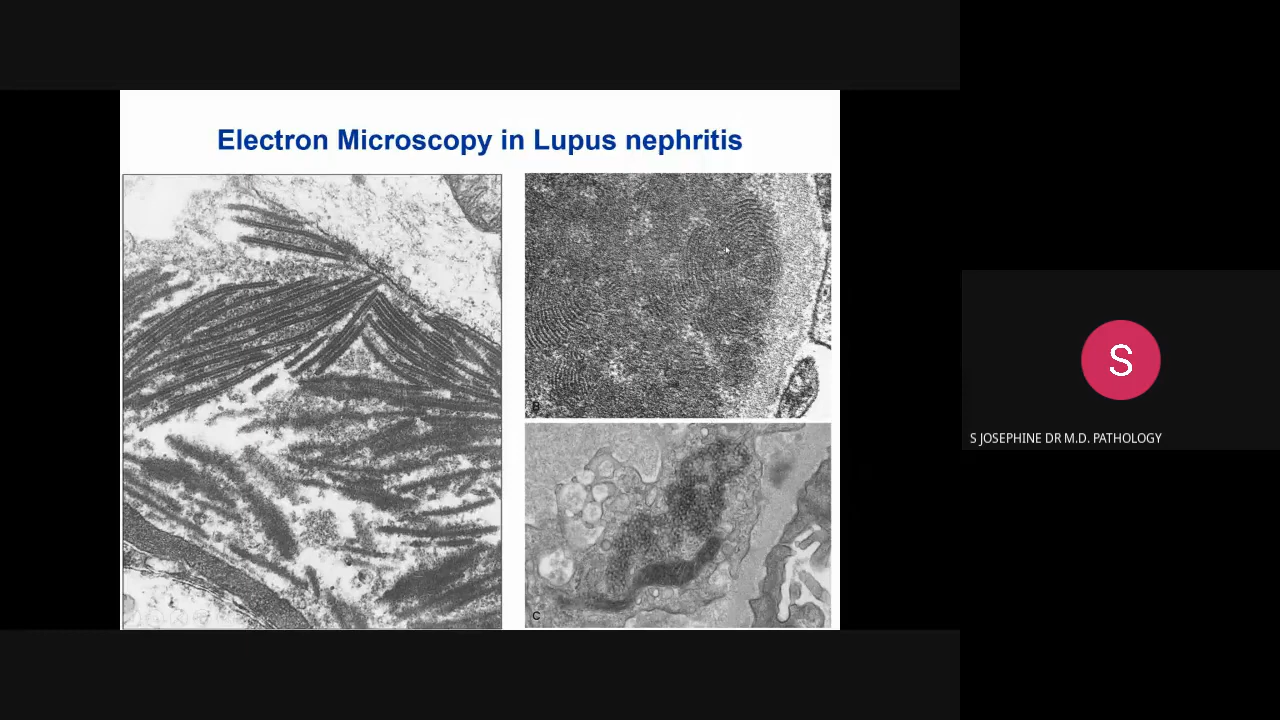 Electron Microscopy in Lupus nephritis
B
C
S
S JOSEPHINE DR M.D. PATHOLOGY